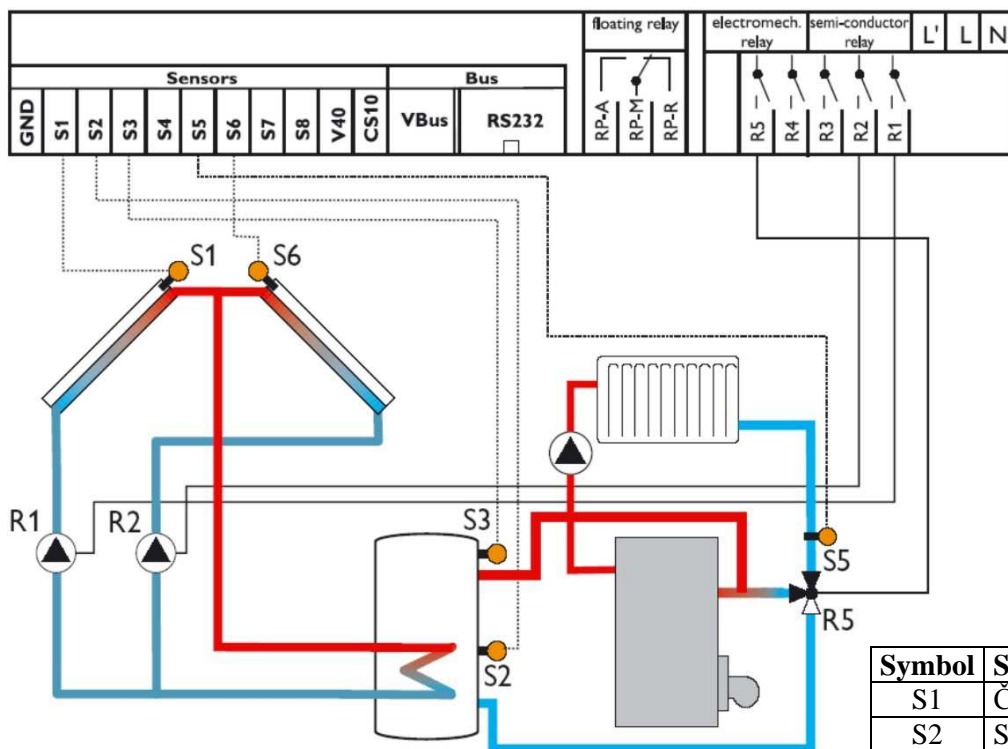 floating relay
electromech. relay
semi-conductor relay
L' L N
Sensors
Bus
GND S1 S2 S3 S4 S5 S6 S7 S8 V40 CS10
VBus RS232
RP-A RP-M RP-R
R5 R4 R3 R2 R1
S1 S6
R1 R2
S3
S5
R5
S2
Symbol S
S1 Č
S2 S